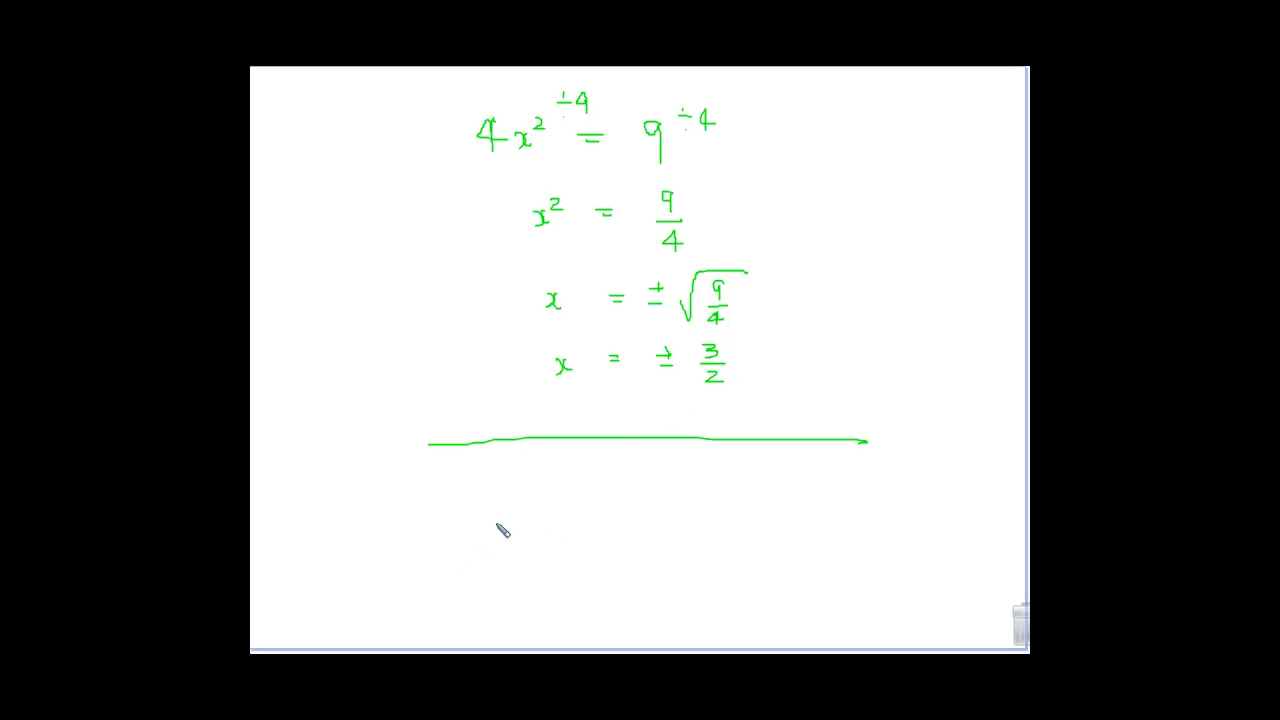 4x² ÷4 = 9 ÷4
x² = 9/4
x = ± √(9/4)
x = ± 3/2